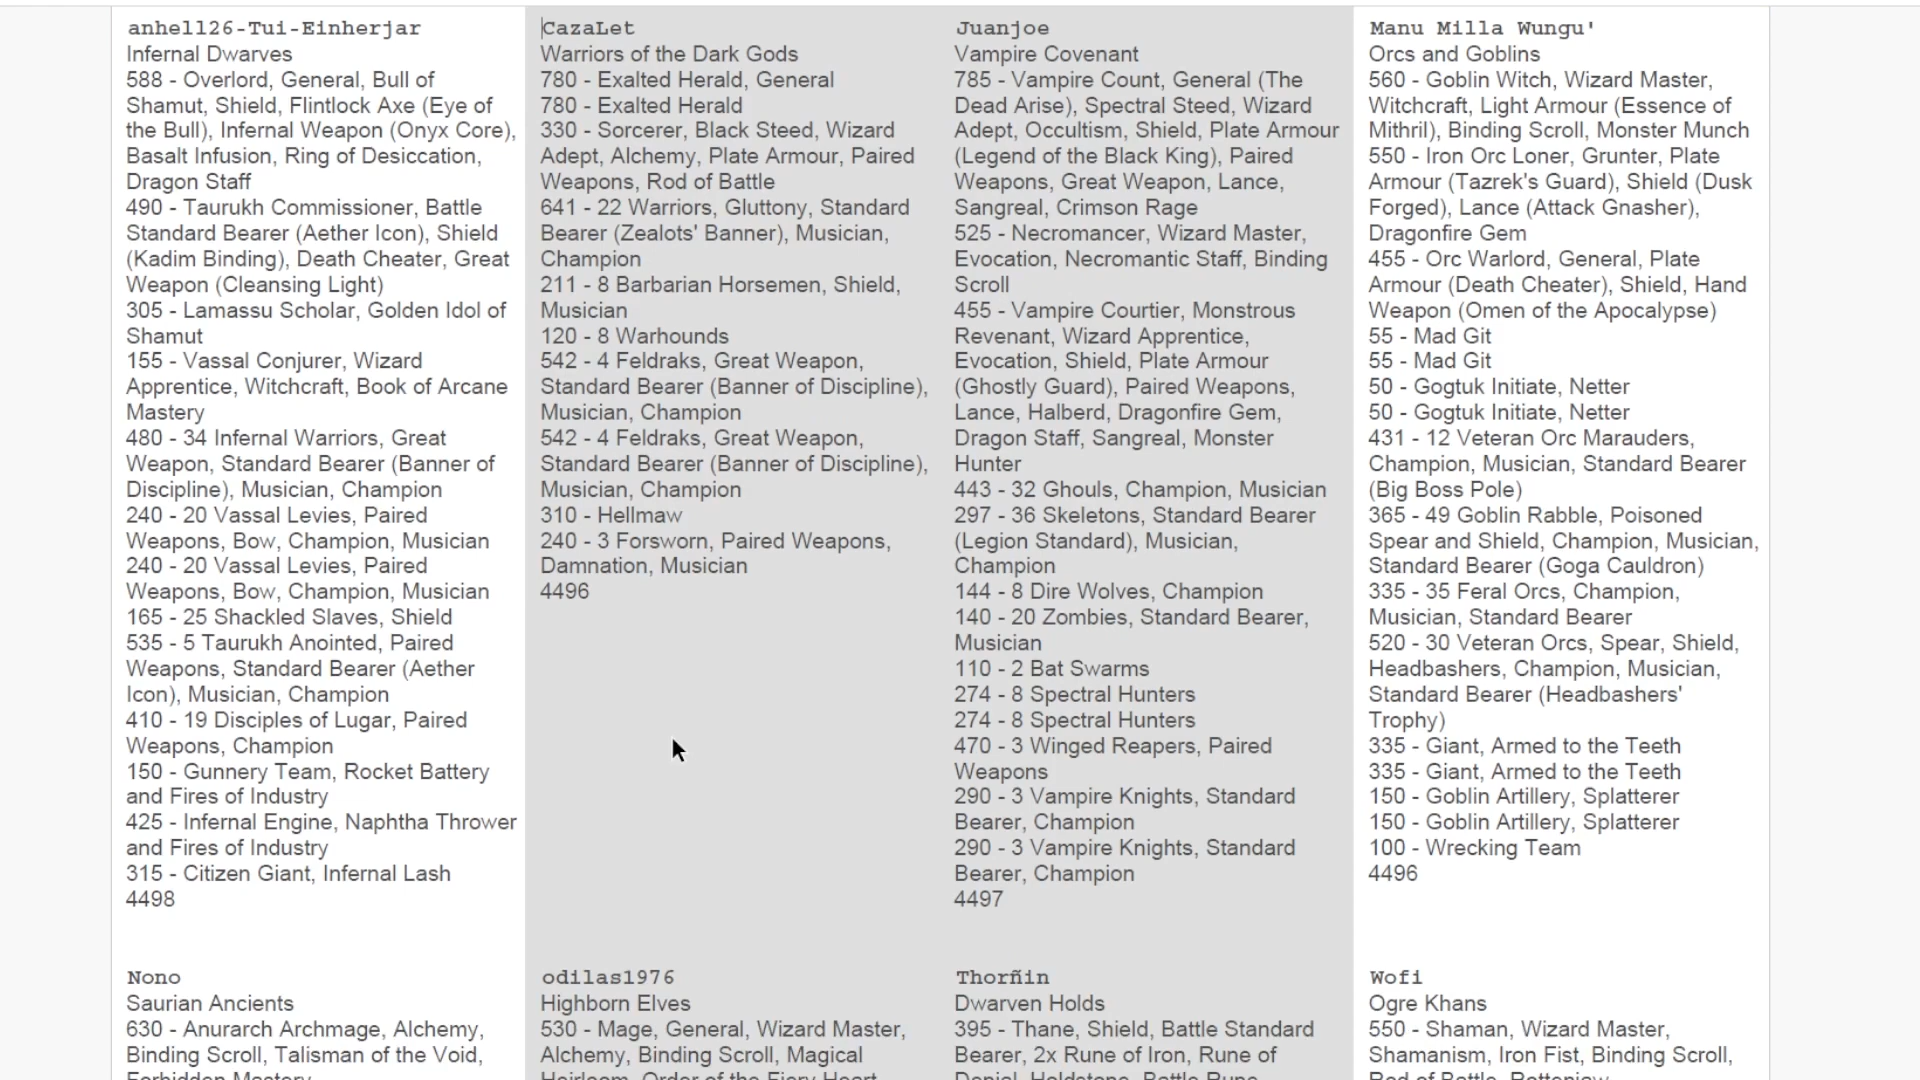 anhell26-Tui-Einherjar
Infernal Dwarves
588 - Overlord, General, Bull of
Shamut, Shield, Flintlock Axe (Eye of
the Bull), Infernal Weapon (Onyx Core),
Basalt Infusion, Ring of Desiccation,
Dragon Staff
490 - Taurukh Commissioner, Battle
Standard Bearer (Aether Icon), Shield
(Kadim Binding), Death Cheater, Great
Weapon (Cleansing Light)
305 - Lamassu Scholar, Golden Idol of
Shamut
155 - Vassal Conjurer, Wizard
Apprentice, Witchcraft, Book of Arcane
Mastery
480 - 34 Infernal Warriors, Great
Weapon, Standard Bearer (Banner of
Discipline), Musician, Champion
240 - 20 Vassal Levies, Paired
Weapons, Bow, Champion, Musician
240 - 20 Vassal Levies, Paired
Weapons, Bow, Champion, Musician
165 - 25 Shackled Slaves, Shield
535 - 5 Taurukh Anointed, Paired
Weapons, Standard Bearer (Aether
Icon), Musician, Champion
410 - 19 Disciples of Lugar, Paired
Weapons, Champion
150 - Gunnery Team, Rocket Battery
and Fires of Industry
425 - Infernal Engine, Naphtha Thrower
and Fires of Industry
315 - Citizen Giant, Infernal Lash
4498
CazaLet
Warriors of the Dark Gods
780 - Exalted Herald, General
780 - Exalted Herald
330 - Sorcerer, Black Steed, Wizard
Adept, Alchemy, Plate Armour, Paired
Weapons, Rod of Battle
641 - 22 Warriors, Gluttony, Standard
Bearer (Zealots' Banner), Musician,
Champion
211 - 8 Barbarian Horsemen, Shield,
Musician
120 - 8 Warhounds
542 - 4 Feldraks, Great Weapon,
Standard Bearer (Banner of Discipline),
Musician, Champion
542 - 4 Feldraks, Great Weapon,
Standard Bearer (Banner of Discipline),
Musician, Champion
310 - Hellmaw
240 - 3 Forsworn, Paired Weapons,
Damnation, Musician
4496
Juanjoe
Vampire Covenant
785 - Vampire Count, General (The
Dead Arise), Spectral Steed, Wizard
Adept, Occultism, Shield, Plate Armour
(Legend of the Black King), Paired
Weapons, Great Weapon, Lance,
Sangreal, Crimson Rage
525 - Necromancer, Wizard Master,
Evocation, Necromantic Staff, Binding
Scroll
455 - Vampire Courtier, Monstrous
Revenant, Wizard Apprentice,
Evocation, Shield, Plate Armour
(Ghostly Guard), Paired Weapons,
Lance, Halberd, Dragonfire Gem,
Dragon Staff, Sangreal, Monster
Hunter
443 - 32 Ghouls, Champion, Musician
297 - 36 Skeletons, Standard Bearer
(Legion Standard), Musician,
Champion
144 - 8 Dire Wolves, Champion
140 - 20 Zombies, Standard Bearer,
Musician
110 - 2 Bat Swarms
274 - 8 Spectral Hunters
274 - 8 Spectral Hunters
470 - 3 Winged Reapers, Paired
Weapons
290 - 3 Vampire Knights, Standard
Bearer, Champion
290 - 3 Vampire Knights, Standard
Bearer, Champion
4497
Manu Milla Wungu'
Orcs and Goblins
560 - Goblin Witch, Wizard Master,
Witchcraft, Light Armour (Essence of
Mithril), Binding Scroll, Monster Munch
550 - Iron Orc Loner, Grunter, Plate
Armour (Tazrek's Guard), Shield (Dusk
Forged), Lance (Attack Gnasher),
Dragonfire Gem
455 - Orc Warlord, General, Plate
Armour (Death Cheater), Shield, Hand
Weapon (Omen of the Apocalypse)
55 - Mad Git
55 - Mad Git
50 - Gogtuk Initiate, Netter
50 - Gogtuk Initiate, Netter
431 - 12 Veteran Orc Marauders,
Champion, Musician, Standard Bearer
(Big Boss Pole)
365 - 49 Goblin Rabble, Poisoned
Spear and Shield, Champion, Musician,
Standard Bearer (Goga Cauldron)
335 - 35 Feral Orcs, Champion,
Musician, Standard Bearer
520 - 30 Veteran Orcs, Spear, Shield,
Headbashers, Champion, Musician,
Standard Bearer (Headbashers'
Trophy)
335 - Giant, Armed to the Teeth
335 - Giant, Armed to the Teeth
150 - Goblin Artillery, Splatterer
150 - Goblin Artillery, Splatterer
100 - Wrecking Team
4496
Nono
Saurian Ancients
630 - Anurarch Archmage, Alchemy,
Binding Scroll, Talisman of the Void,
Forbidden Mastery
odilas1976
Highborn Elves
530 - Mage, General, Wizard Master,
Alchemy, Binding Scroll, Magical
Heirloom, Order of the Fiery Heart
Thorñin
Dwarven Holds
395 - Thane, Shield, Battle Standard
Bearer, 2x Rune of Iron, Rune of
Denial, Holdstone, Battle Rune
Wofi
Ogre Khans
550 - Shaman, Wizard Master,
Shamanism, Iron Fist, Binding Scroll,
Rod of Battle, Rottenjaw